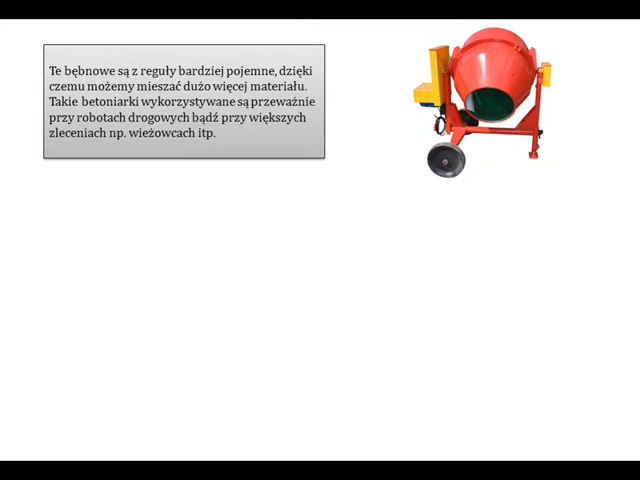 Te bębnowe są z reguły bardziej pojemne, dzięki
czemu możemy mieszać dużo więcej materiału.
Takie betoniarki wykorzystywane są przeważnie
przy robotach drogowych bądź przy większych
zleceniach np. wieżowcach itp.